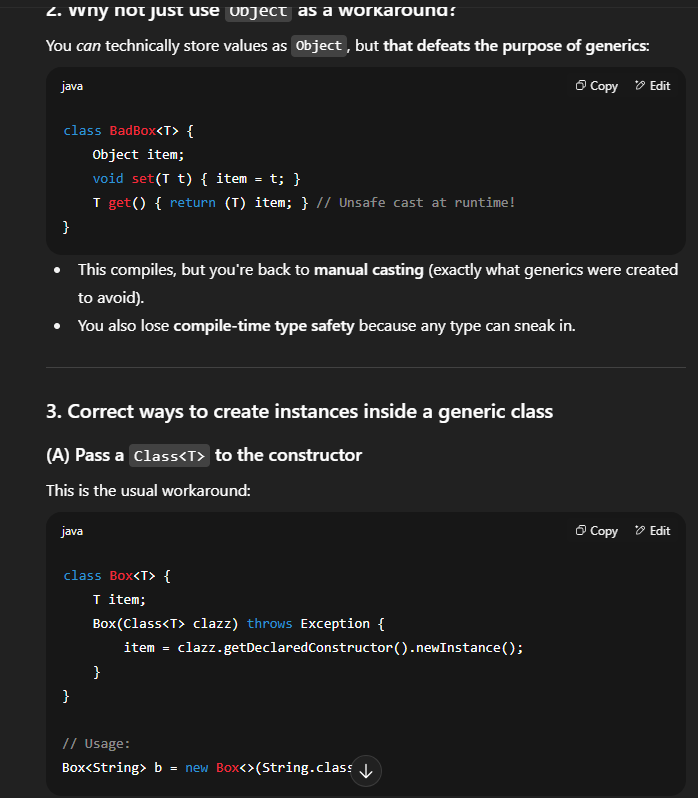 2. Why not just use Object as a workaround?
You can technically store values as Object, but that defeats the purpose of generics:
java
Copy
Edit
class BadBox<T> {
    Object item;
    void set(T t) { item = t; }
    T get() { return (T) item; } // Unsafe cast at runtime!
}
This compiles, but you're back to manual casting (exactly what generics were created
to avoid).
You also lose compile-time type safety because any type can sneak in.
3. Correct ways to create instances inside a generic class
(A) Pass a Class<T> to the constructor
This is the usual workaround:
java
Copy
Edit
class Box<T> {
    T item;
    Box(Class<T> clazz) throws Exception {
        item = clazz.getDeclaredConstructor().newInstance();
    }
}
// Usage:
Box<String> b = new Box<>(String.class